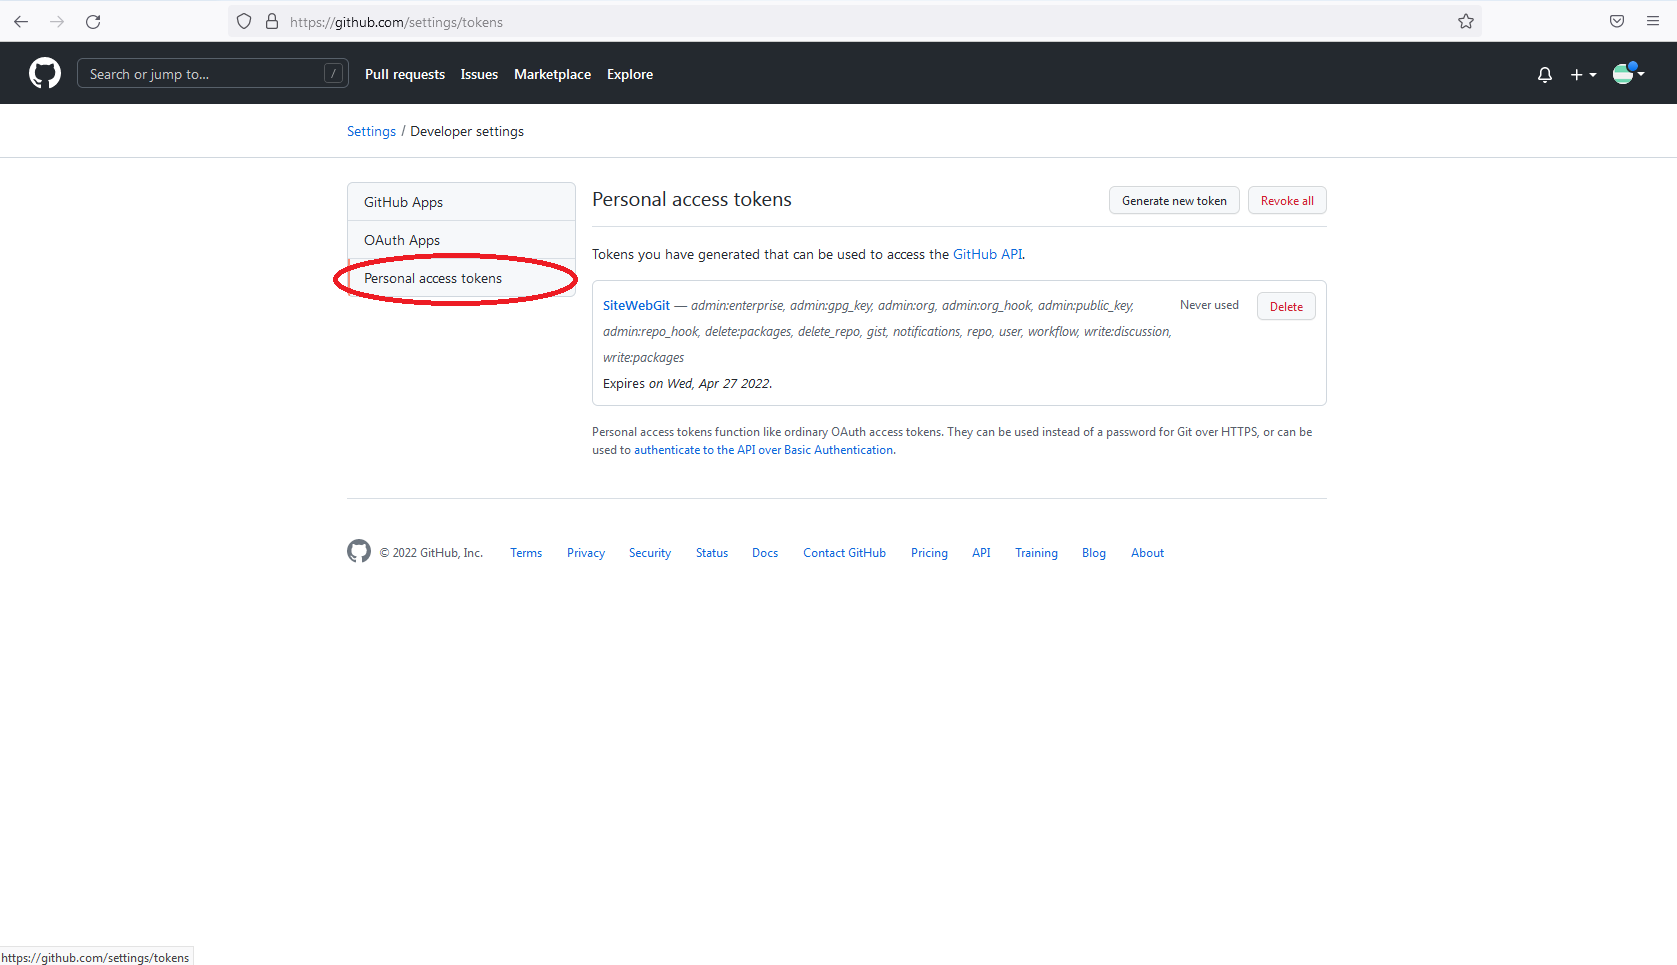 https://github.com/settings/tokens
Search or jump to... /
Pull requests Issues Marketplace Explore
Settings / Developer settings
GitHub Apps
OAuth Apps
Personal access tokens
Personal access tokens
Generate new token Revoke all
Tokens you have generated that can be used to access the GitHub API.
SiteWebGit — admin:enterprise, admin:gpg_key, admin:org, admin:org_hook, admin:public_key, Never used Delete
admin:repo_hook, delete:packages, delete_repo, gist, notifications, repo, user, workflow, write:discussion,
write:packages
Expires on Wed, Apr 27 2022.
Personal access tokens function like ordinary OAuth access tokens. They can be used instead of a password for Git over HTTPS, or can be
used to authenticate to the API over Basic Authentication.
© 2022 GitHub, Inc. Terms Privacy Security Status Docs Contact GitHub Pricing API Training Blog About
https://github.com/settings/tokens